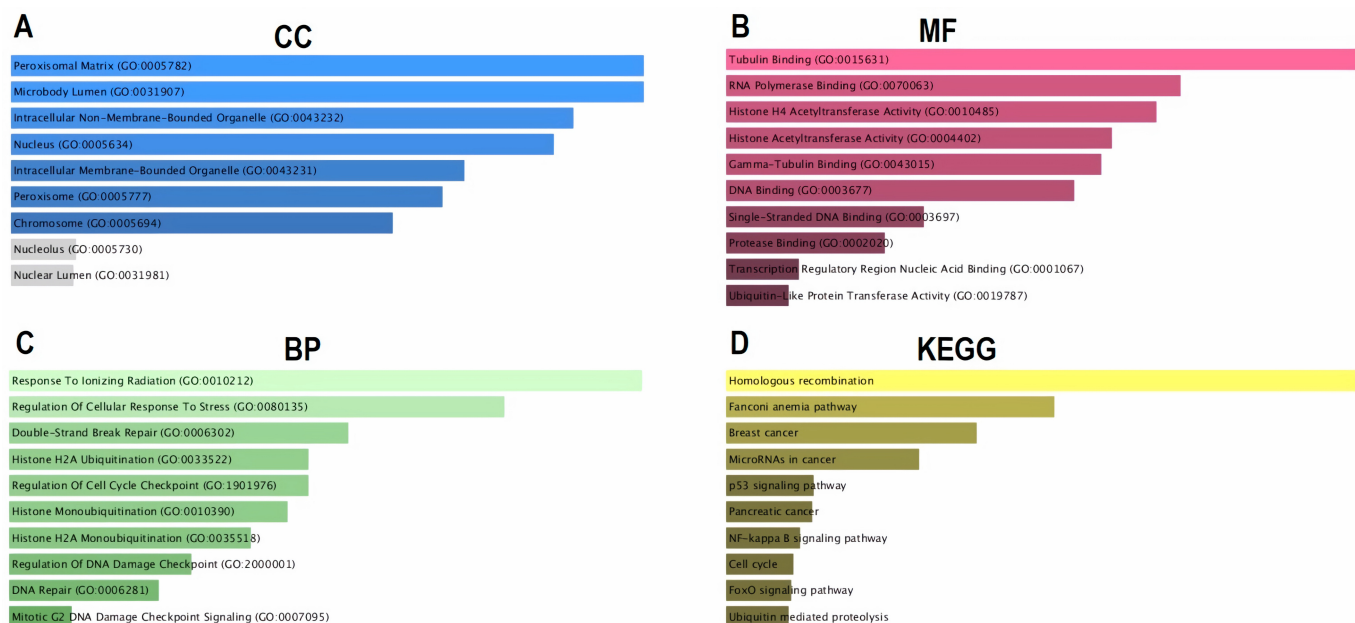 A
CC
Peroxisomal Matrix (GO:0005782)
Microbody Lumen (GO:0031907)
Intracellular Non-Membrane-Bounded Organelle (GO:0043232)
Nucleus (GO:0005634)
Intracellular Membrane-Bounded Organelle (GO:0043231)
Peroxisome (GO:0005777)
Chromosome (GO:0005694)
Nucleolus (GO:0005730)
Nuclear Lumen (GO:0031981)
B
MF
Tubulin Binding (GO:0015631)
RNA Polymerase Binding (GO:0070063)
Histone H4 Acetyltransferase Activity (GO:0010485)
Histone Acetyltransferase Activity (GO:0004402)
Gamma-Tubulin Binding (GO:0043015)
DNA Binding (GO:0003677)
Single-Stranded DNA Binding (GO:0003697)
Protease Binding (GO:0002020)
Transcription Regulatory Region Nucleic Acid Binding (GO:0001067)
Ubiquitin-Like Protein Transferase Activity (GO:0019787)
C
BP
Response To Ionizing Radiation (GO:0010212)
Regulation Of Cellular Response To Stress (GO:0080135)
Double-Strand Break Repair (GO:0006302)
Histone H2A Ubiquitination (GO:0033522)
Regulation Of Cell Cycle Checkpoint (GO:1901976)
Histone Monoubiquitination (GO:0010390)
Histone H2A Monoubiquitination (GO:0035518)
Regulation Of DNA Damage Checkpoint (GO:2000001)
DNA Repair (GO:0006281)
Mitotic G2 DNA Damage Checkpoint Signaling (GO:0007095)
D
KEGG
Homologous recombination
Fanconi anemia pathway
Breast cancer
MicroRNAs in cancer
p53 signaling pathway
Pancreatic cancer
NF-kappa B signaling pathway
Cell cycle
FoxO signaling pathway
Ubiquitin mediated proteolysis